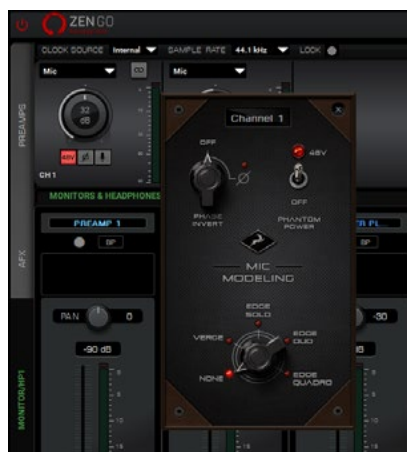 ZENGO
CLOCK SOURCE Internal SAMPLE RATE 44.1 kHz LOCK
Mic Mic
32
dB
48V
CH 1
PREAMPS
MONITORS & HEADPHONES
PREAMP 1
BP
BP
AFX
PAN 0
-30
-90 dB
MONITOR/HP1
Channel 1
OFF
48V
PHASE
INVERT
OFF
PHANTOM
POWER
MIC
MODELING
EDGE
SOLO
VERGE
EDGE
DUO
NONE
EDGE
QUADRO